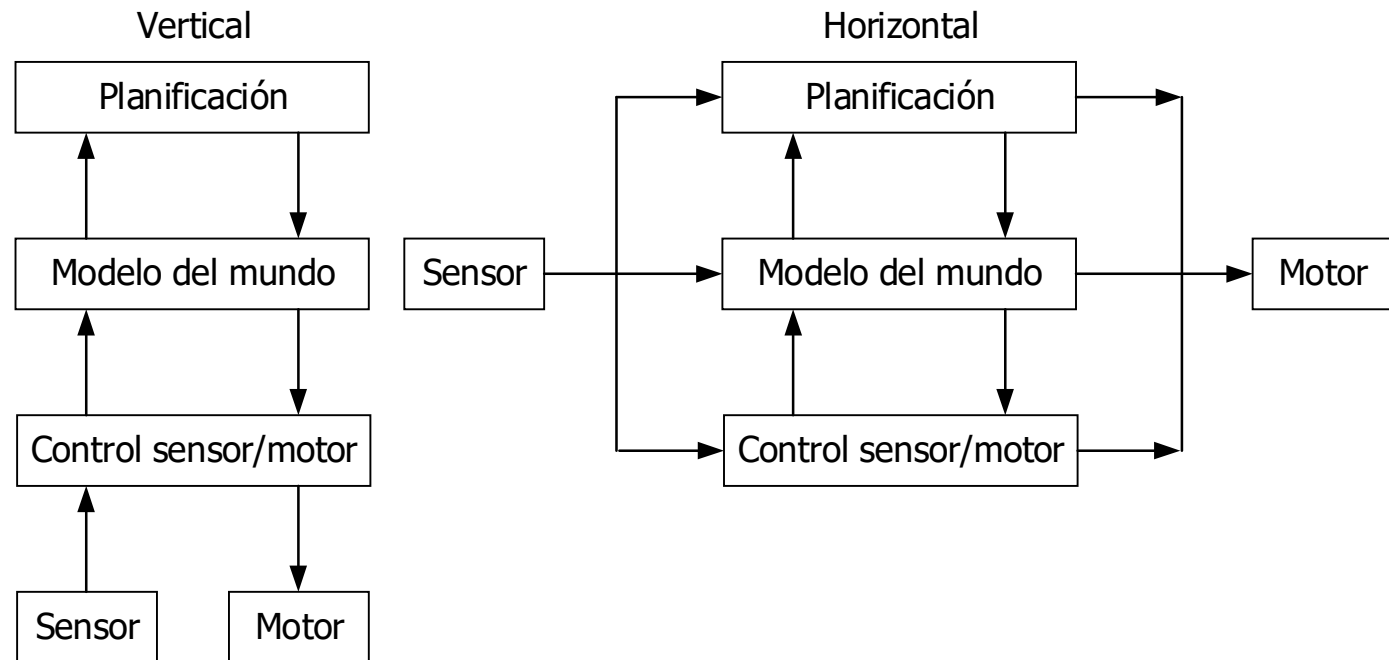 Vertical
Planificación
Modelo del mundo
Control sensor/motor
Sensor
Motor
Horizontal
Planificación
Sensor
Modelo del mundo
Motor
Control sensor/motor